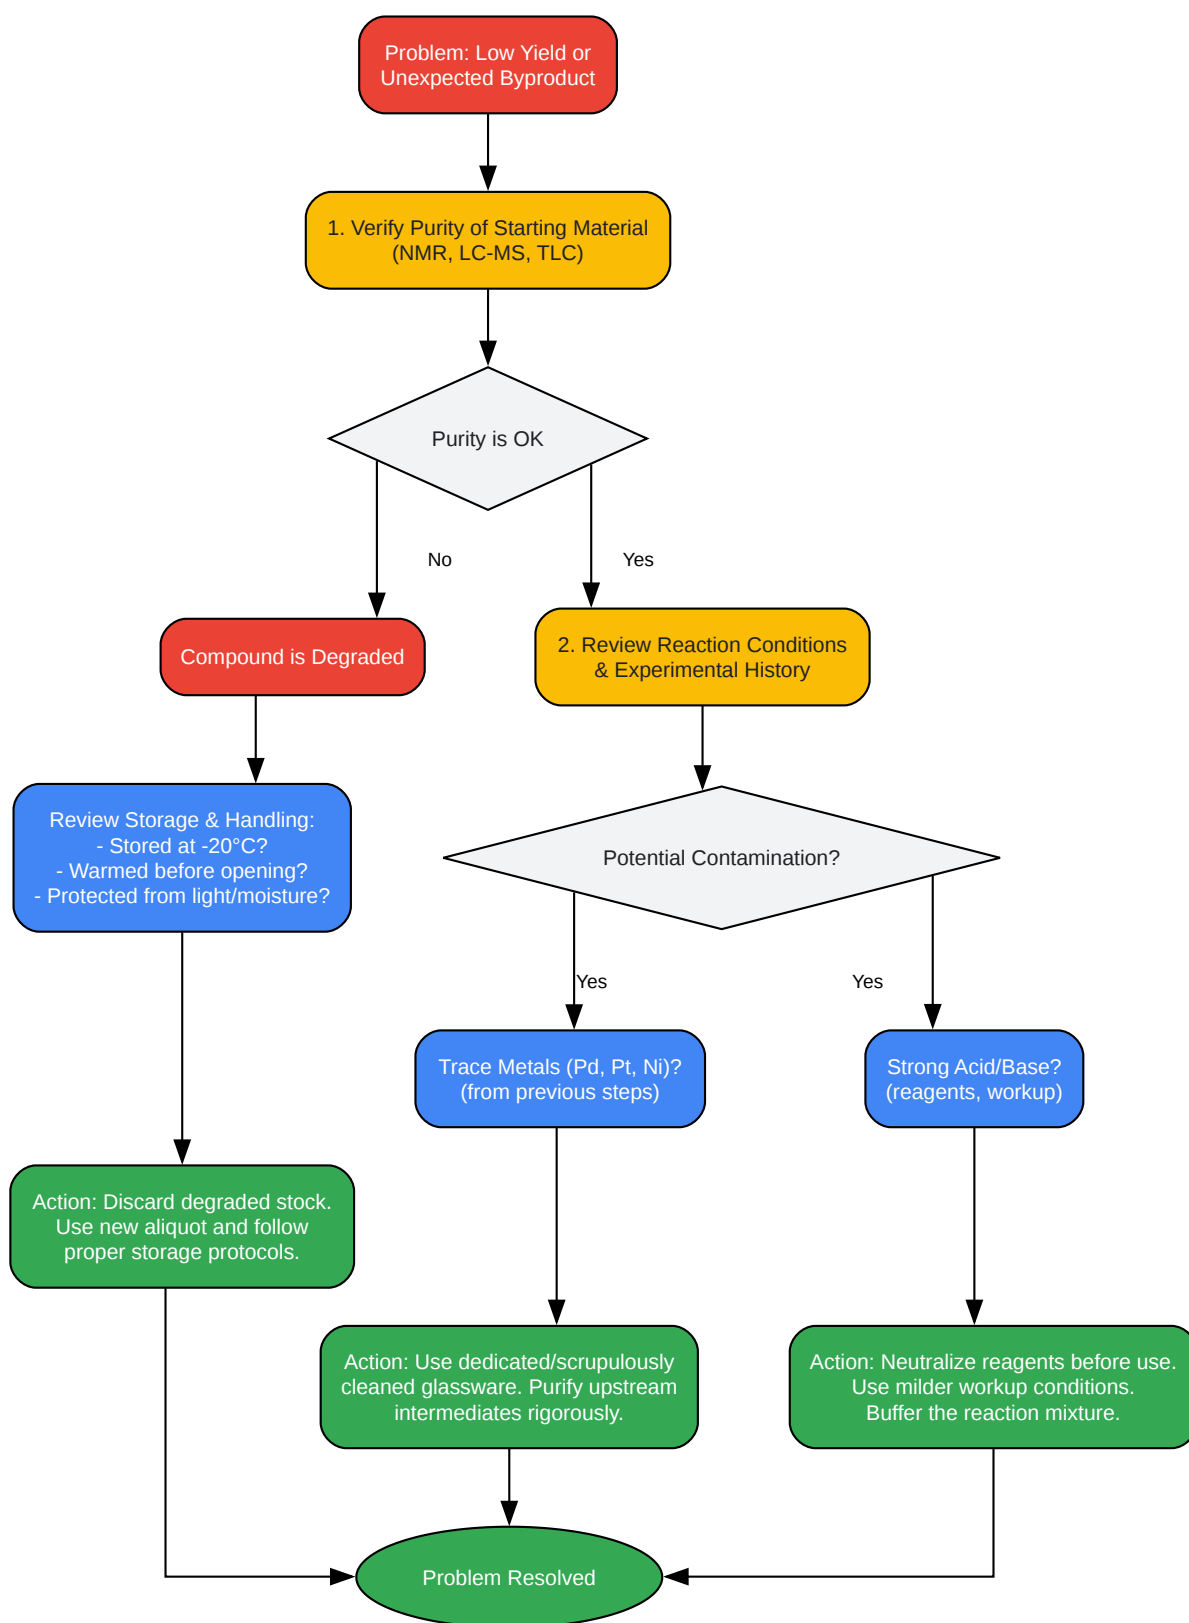 Problem: Low Yield or
Unexpected Byproduct
1. Verify Purity of Starting Material
(NMR, LC-MS, TLC)
Purity is OK
No
Yes
Compound is Degraded
2. Review Reaction Conditions
& Experimental History
Review Storage & Handling:
- Stored at -20°C?
- Warmed before opening?
- Protected from light/moisture?
Potential Contamination?
Yes
Yes
Trace Metals (Pd, Pt, Ni)?
(from previous steps)
Strong Acid/Base?
(reagents, workup)
Action: Discard degraded stock.
Use new aliquot and follow
proper storage protocols.
Action: Use dedicated/scrupulously
cleaned glassware. Purify upstream
intermediates rigorously.
Action: Neutralize reagents before use.
Use milder workup conditions.
Buffer the reaction mixture.
Problem Resolved